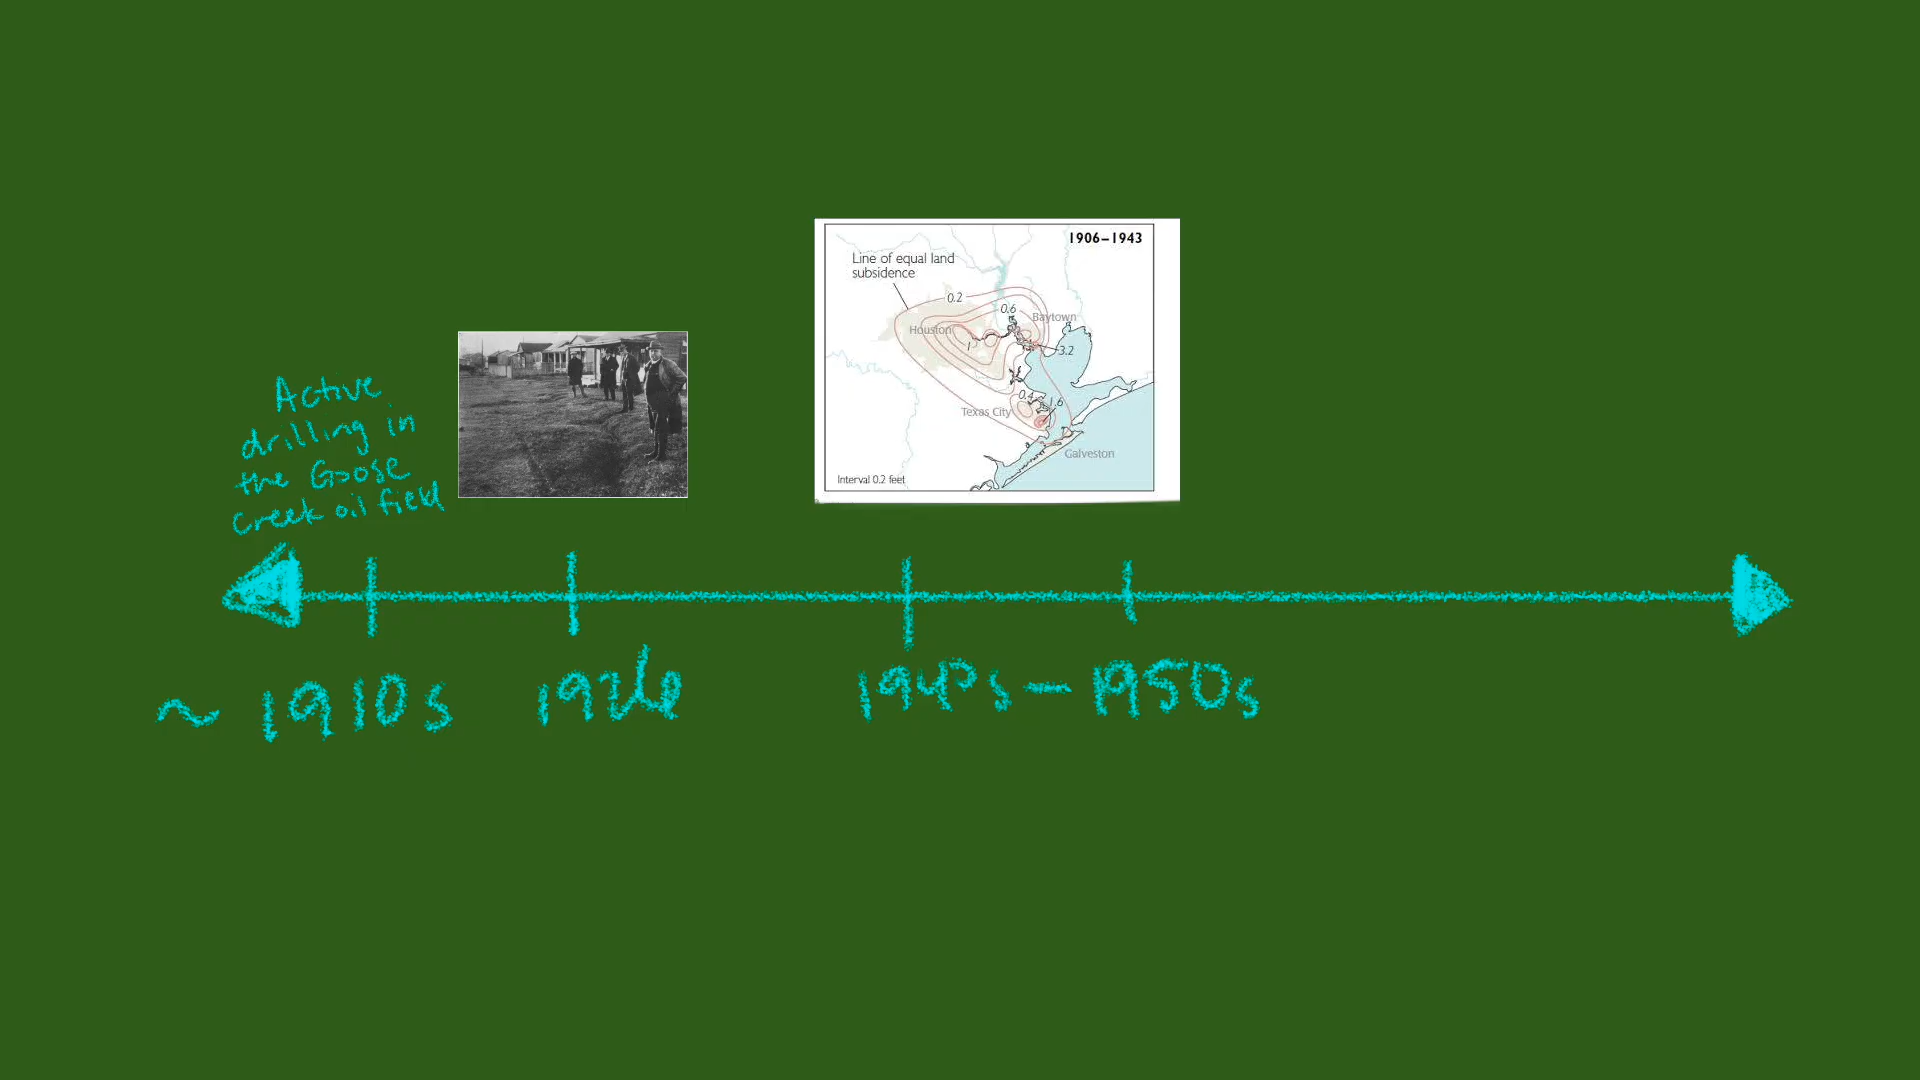 Active
drilling in
the Goose
Creek oil field
1906–1943
Line of equal land
subsidence
0.2
0.6
Baytown
Houston
1
3.2
0.4
1.6
Texas City
Galveston
Interval 0.2 feet
~ 1910s
1926
1940s – 1950s